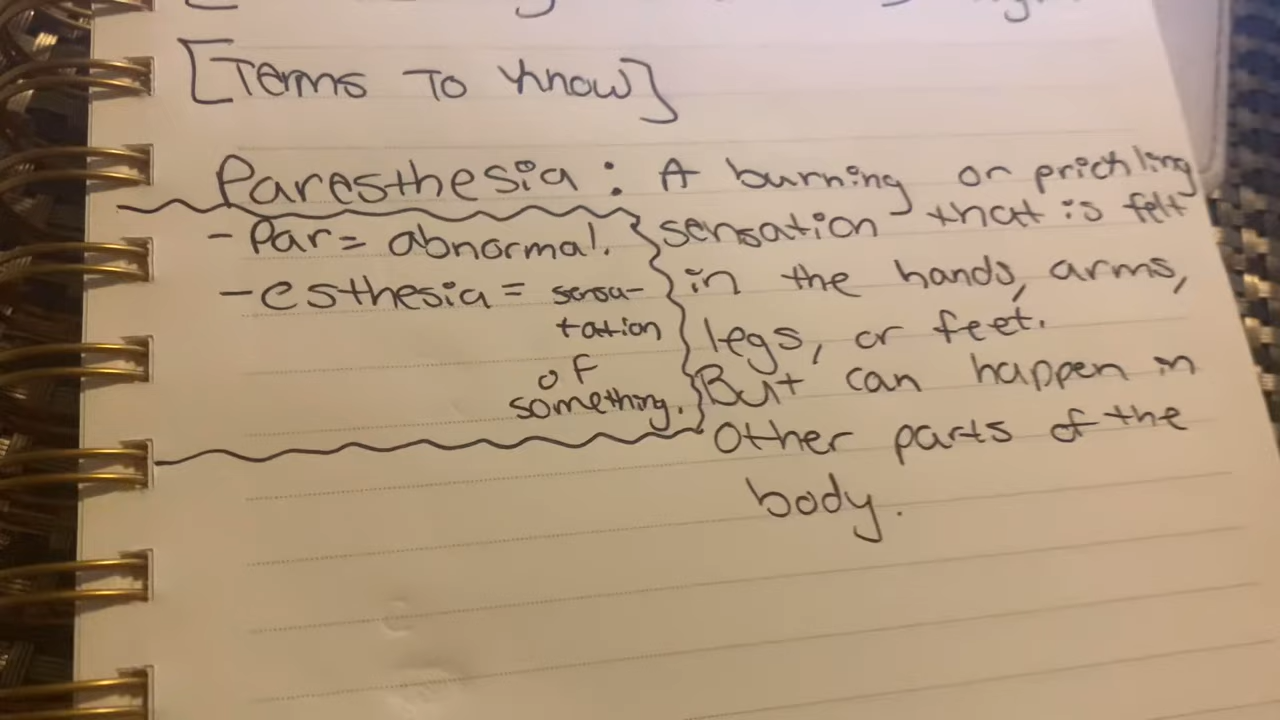 [Terms To Know]
Paresthesia: A burning or prichling
- Par = abnormal. sensation that is felt
- esthesia = sensa- in the hands, arms,
tation legs, or feet.
of But can happen in
something. Other parts of the
body.